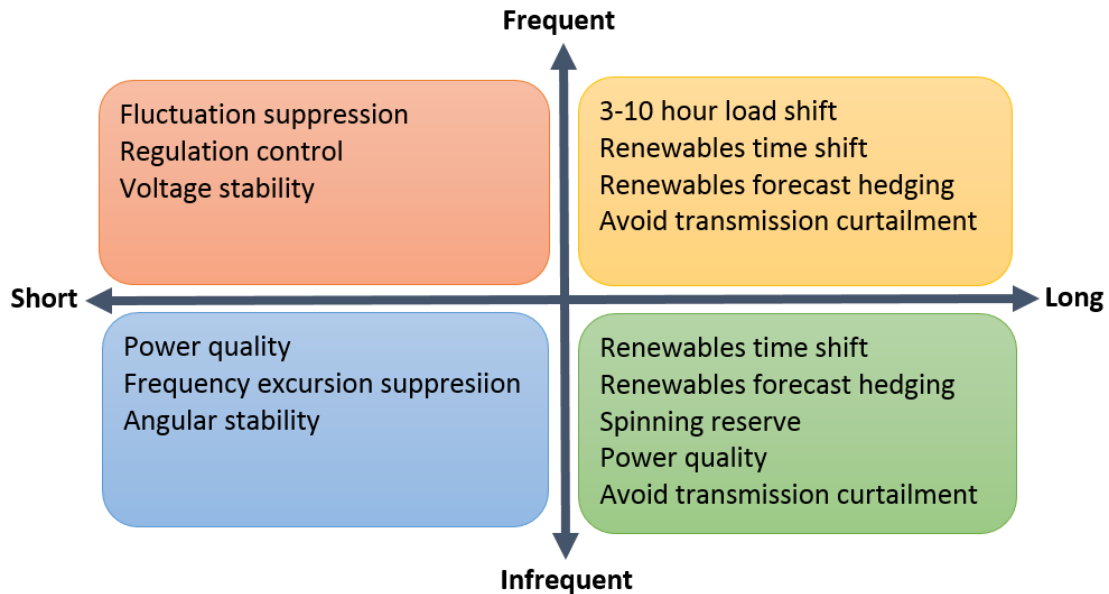 Frequent
Fluctuation suppression
Regulation control
Voltage stability
3-10 hour load shift
Renewables time shift
Renewables forecast hedging
Avoid transmission curtailment
Short
Long
Power quality
Frequency excursion suppresiion
Angular stability
Renewables time shift
Renewables forecast hedging
Spinning reserve
Power quality
Avoid transmission curtailment
Infrequent